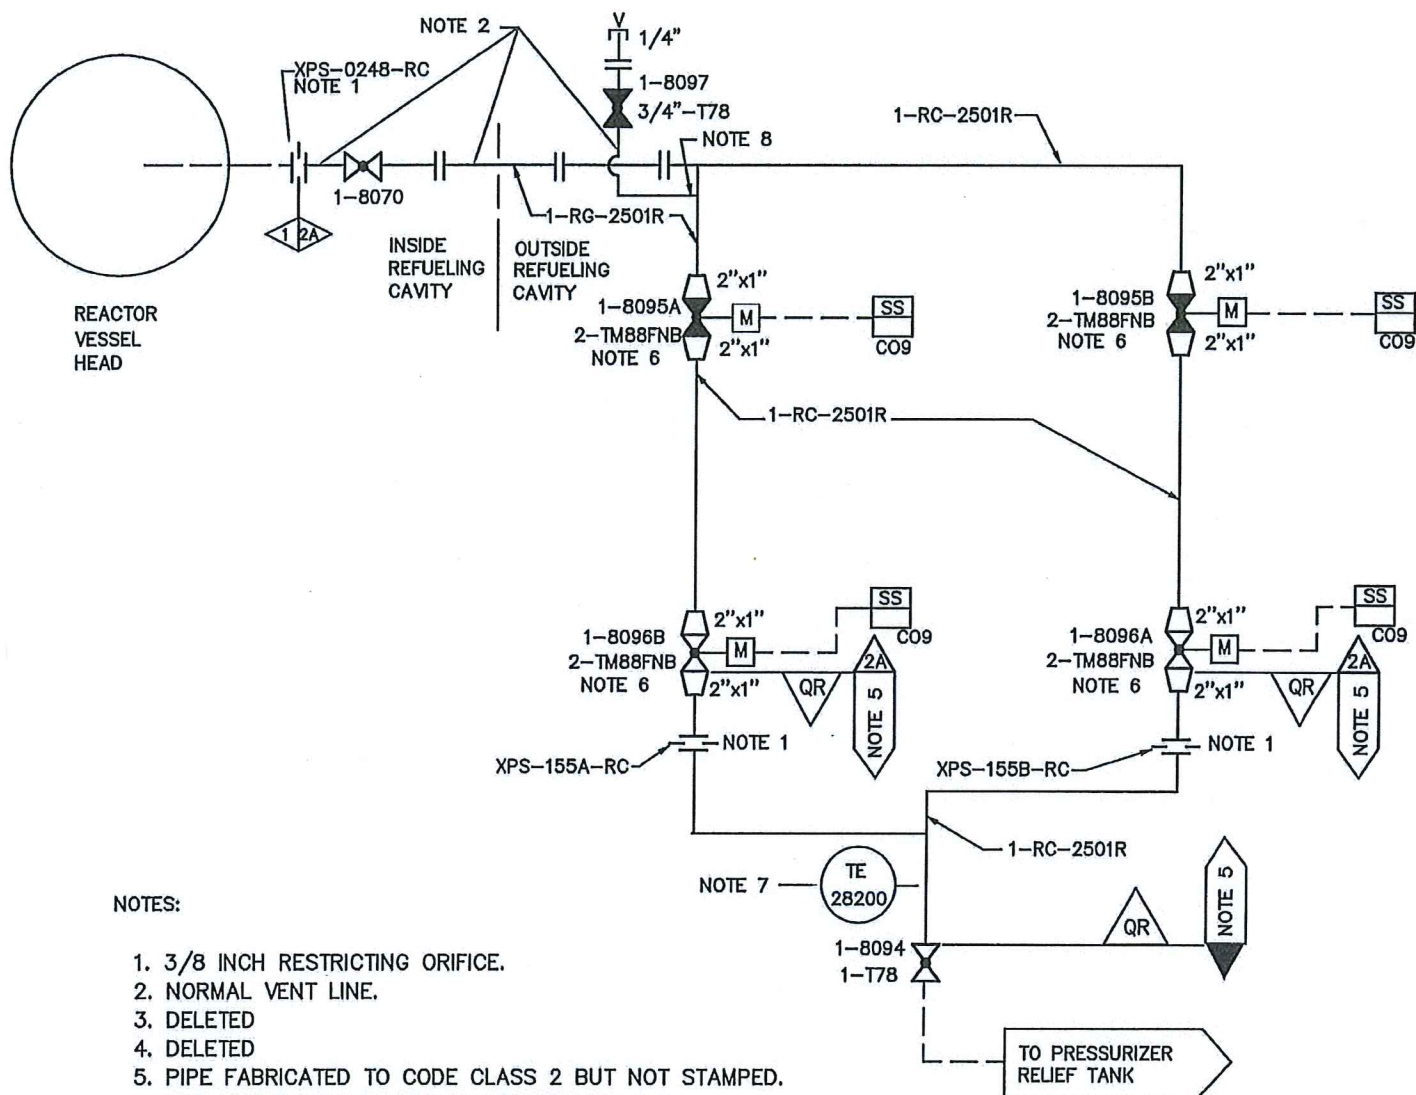 NOTE 2
V
1/4"
XPS-0248-RC
NOTE 1
1-8097
3/4"-T78
NOTE 8
1-RC-2501R
1-8070
1 2A
1-RG-2501R
INSIDE
REFUELING
CAVITY
OUTSIDE
REFUELING
CAVITY
REACTOR
VESSEL
HEAD
2"x1"
1-8095A
2-TM88FNB
NOTE 6
2"x1"
M
SS
C09
2"x1"
1-8095B
2-TM88FNB
NOTE 6
2"x1"
M
SS
C09
1-RC-2501R
2"x1"
1-8096B
2-TM88FNB
NOTE 6
2"x1"
M
SS
C09
QR
2A
NOTE 5
2"x1"
1-8096A
2-TM88FNB
NOTE 6
2"x1"
M
SS
C09
QR
2A
NOTE 5
XPS-155A-RC
NOTE 1
XPS-155B-RC
NOTE 1
1-RC-2501R
NOTE 7
TE
28200
1-8094
1-T78
QR
NOTE 5
TO PRESSURIZER
RELIEF TANK
NOTES:
1. 3/8 INCH RESTRICTING ORIFICE.
2. NORMAL VENT LINE.
3. DELETED
4. DELETED
5. PIPE FABRICATED TO CODE CLASS 2 BUT NOT STAMPED.